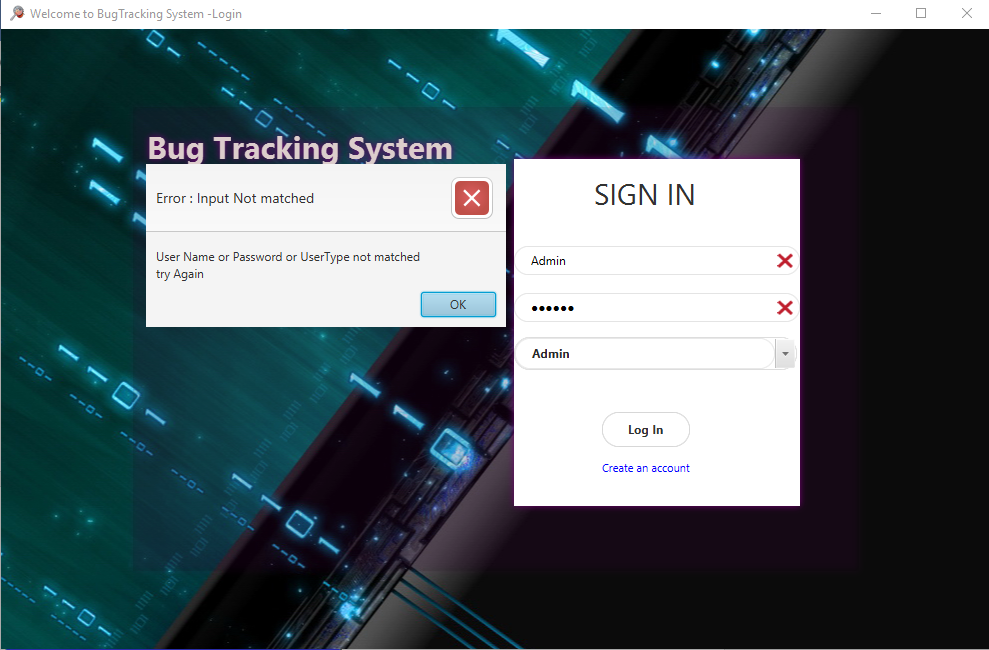 Welcome to BugTracking System -Login
Bug Tracking System
Error : Input Not matched
User Name or Password or UserType not matched
try Again
OK
SIGN IN
Admin
••••••
Admin
Log In
Create an account